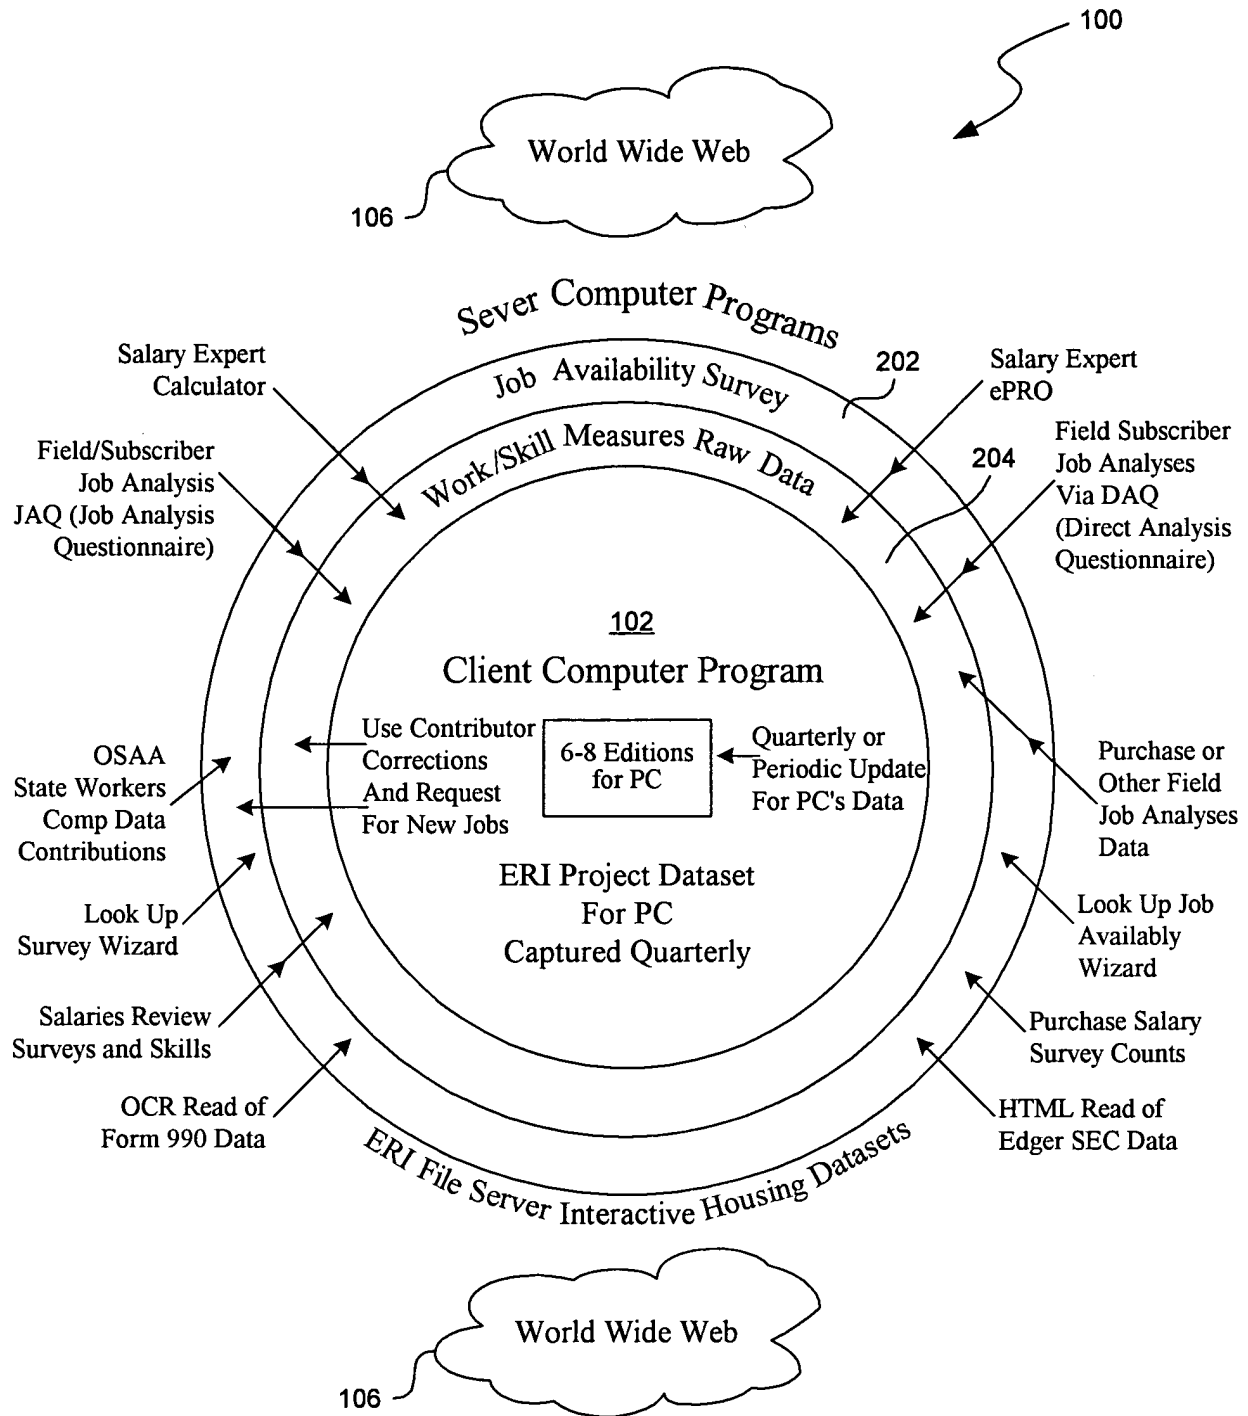 100
World Wide Web
106
Sever Computer Programs
Job Availability Survey
202
Work/Skill Measures Raw Data
204
Salary Expert
Calculator
Field/Subscriber
Job Analysis
JAQ (Job Analysis
Questionnaire)
Salary Expert
ePRO
Field Subscriber
Job Analyses
Via DAQ
(Direct Analysis
Questionnaire)
102
Client Computer Program
Use Contributor
Corrections
And Request
For New Jobs
6-8 Editions
for PC
Quarterly or
Periodic Update
For PC's Data
OSAA
State Workers
Comp Data
Contributions
Purchase or
Other Field
Job Analyses
Data
ERI Project Dataset
For PC
Captured Quarterly
Look Up
Survey Wizard
Look Up Job
Availably
Wizard
Salaries Review
Surveys and Skills
Purchase Salary
Survey Counts
OCR Read of
Form 990 Data
HTML Read of
Edger SEC Data
ERI File Server Interactive Housing Datasets
World Wide Web
106